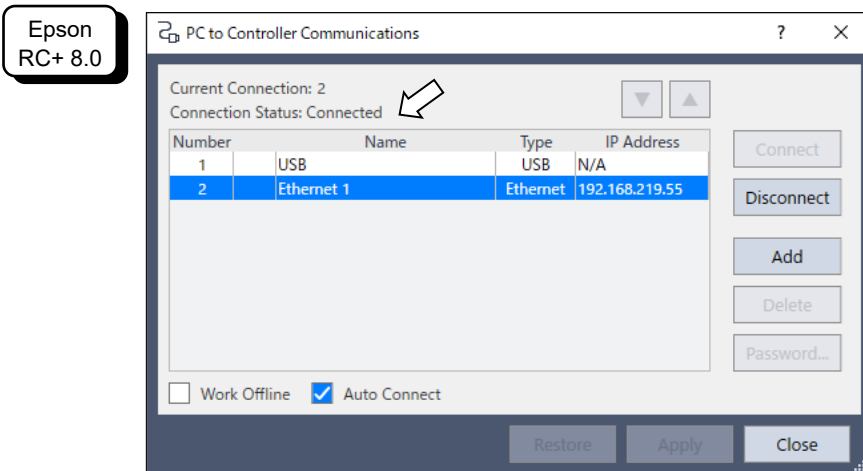 Epson
RC+ 8.0
PC to Controller Communications
?
Current Connection: 2
Connection Status: Connected
Number Name Type IP Address
1 USB USB N/A
2 Ethernet 1 Ethernet 192.168.219.55
Connect
Disconnect
Add
Delete
Password...
Work Offline Auto Connect
Restore Apply Close